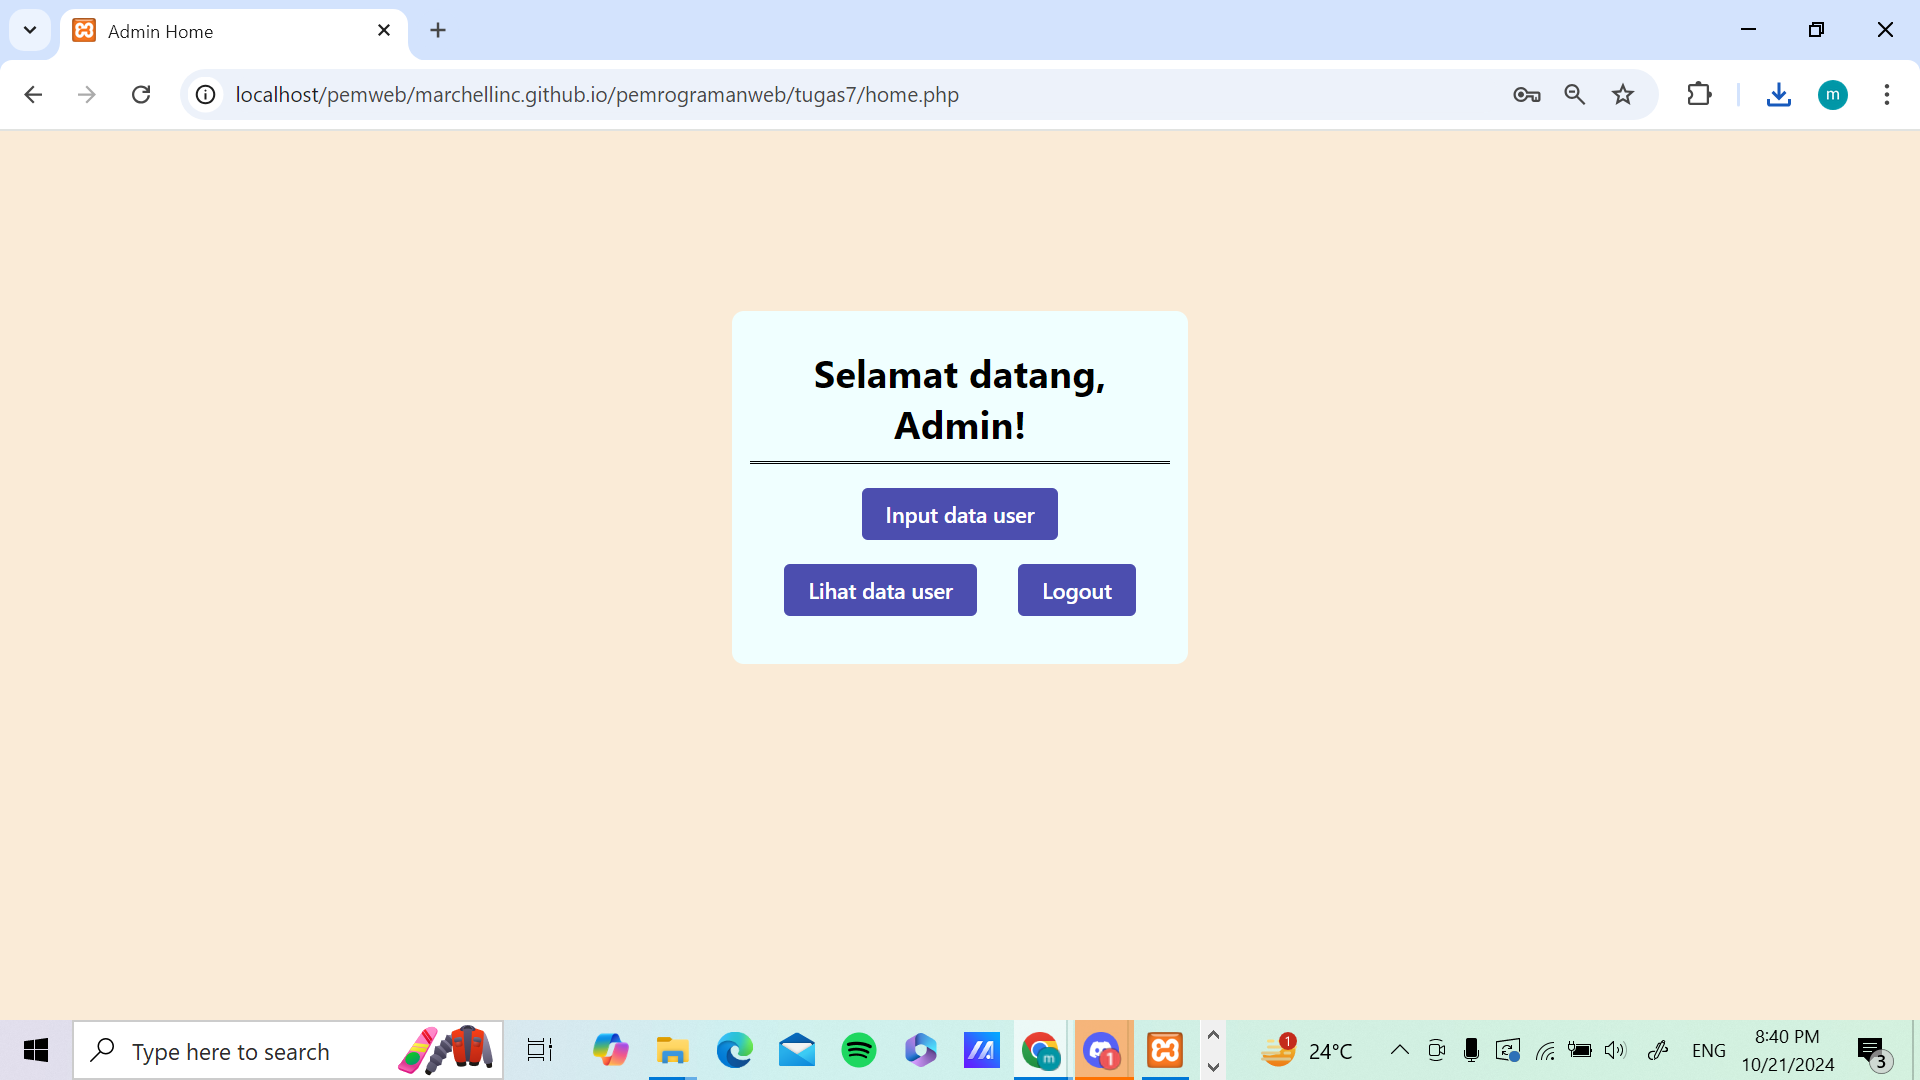 Admin Home
localhost/pemweb/marchellinc.github.io/pemrogramanweb/tugas7/home.php
m
Selamat datang,
Admin!
Input data user
Lihat data user
Logout
Type here to search
m
1
1
24°C
ENG
8:40 PM
10/21/2024
3